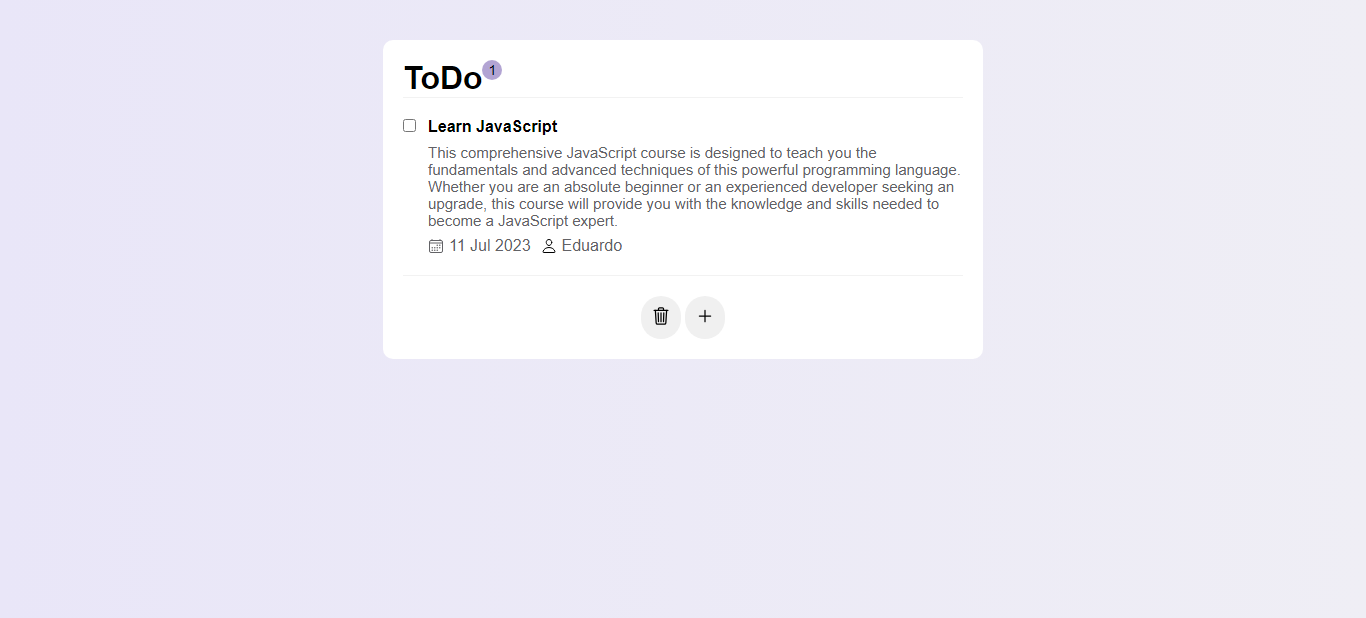 ToDo 1
Learn JavaScript
This comprehensive JavaScript course is designed to teach you the
fundamentals and advanced techniques of this powerful programming language.
Whether you are an absolute beginner or an experienced developer seeking an
upgrade, this course will provide you with the knowledge and skills needed to
become a JavaScript expert.
11 Jul 2023 Eduardo